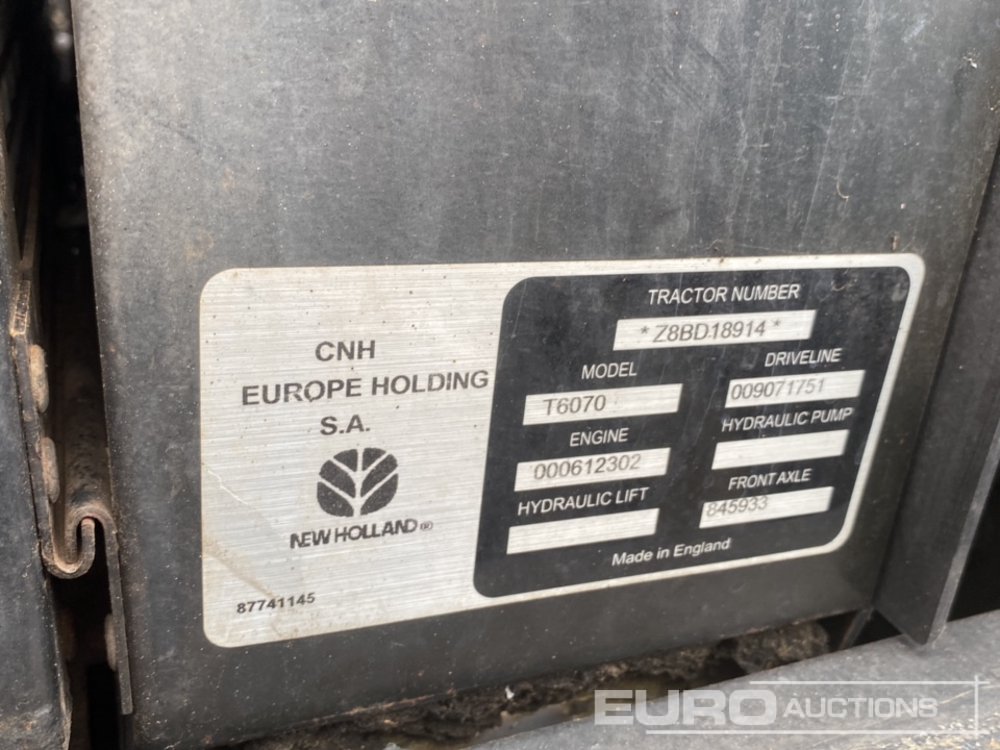 CNH
EUROPE HOLDING
S.A.
NEW HOLLAND®
87741145
TRACTOR NUMBER
* Z8BD18914 *
MODEL
T6070
DRIVELINE
009071751
ENGINE
000612302
HYDRAULIC PUMP
HYDRAULIC LIFT
FRONT AXLE
845933
Made in England
EURO AUCTIONS